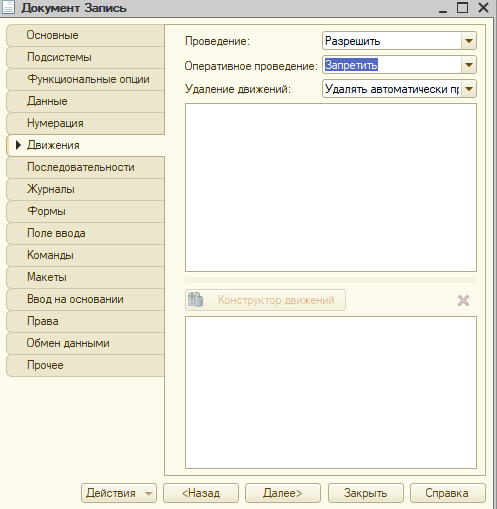 Документ Запись
Основные
Подсистемы
Функциональные опции
Данные
Нумерация
Движения
Последовательности
Журналы
Формы
Поле ввода
Команды
Макеты
Ввод на основании
Права
Обмен данными
Прочее
Проведение: Разрешить
Оперативное проведение: Запретить
Удаление движений: Удалять автоматически пр
Конструктор движений
Действия <Назад Далее> Закрыть Справка